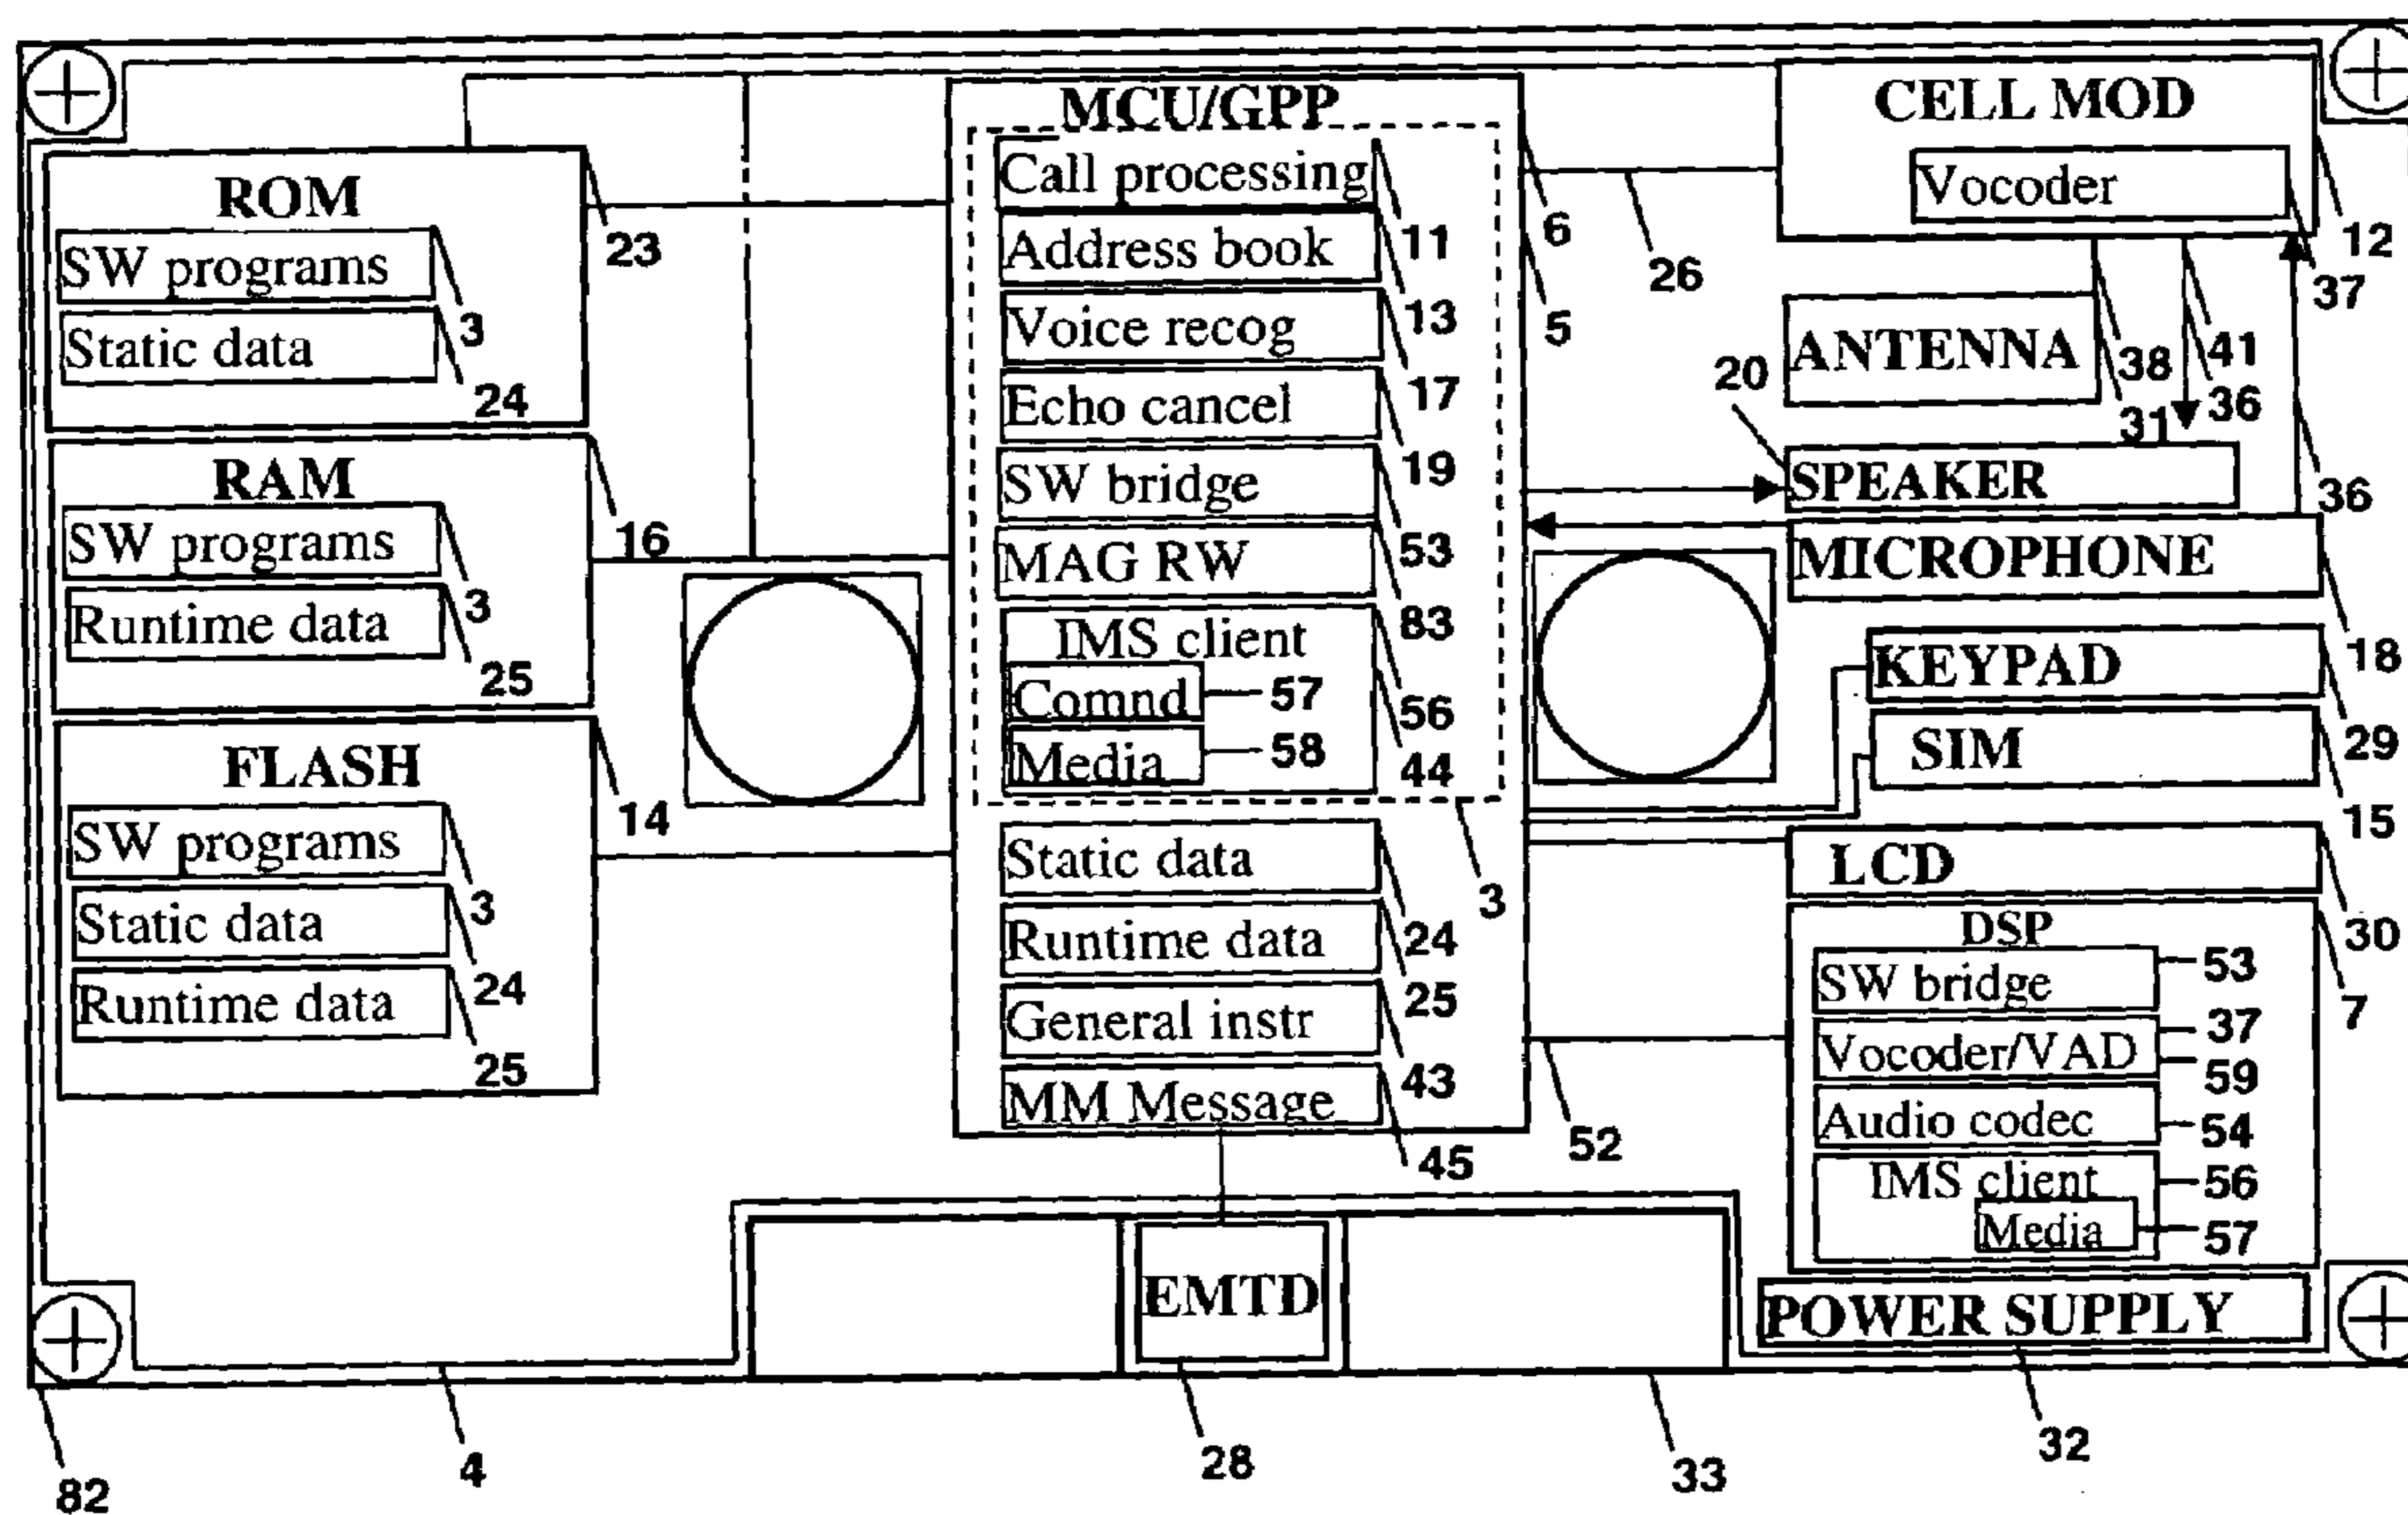 ROM
SW programs
3
Static data
24
23
RAM
SW programs
3
Runtime data
25
16
FLASH
SW programs
3
Static data
24
Runtime data
25
14
MCU/GPP
Call processing
11
Address book
13
Voice recog
17
Echo cancel
19
SW bridge
53
MAG RW
83
IMS client
56
44
Comnd
57
Media
58
3
Static data
24
Runtime data
25
General instr
43
MM Message
45
6
5
26
52
CELL MOD
Vocoder
12
37
ANTENNA
38
31
41
36
36
20
SPEAKER
MICROPHONE
18
KEYPAD
29
SIM
15
LCD
30
DSP
7
SW bridge
53
Vocoder/VAD
37
59
Audio codec
54
IMS client
56
Media
57
POWER SUPPLY
32
EMTD
28
33
4
82